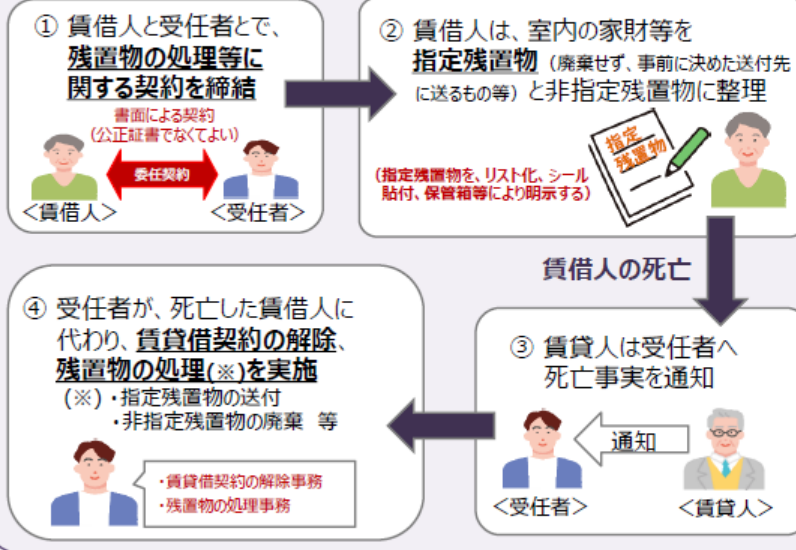 ① 賃借人と受任者とで、
残置物の処理等に
関する契約を締結
書面による契約
(公正証書でなくてよい)
委任契約
<賃借人>
<受任者>
② 賃借人は、室内の家財等を
指定残置物（廃棄せず、事前に決めた送付先
に送るもの等）と非指定残置物に整理
指定
残置物
(指定残置物を、リスト化、シール
貼付、保管箱等により明示する)
賃借人の死亡
③ 賃貸人は受任者へ
死亡事実を通知
通知
<受任者>
<賃貸人>
④ 受任者が、死亡した賃借人に
代わり、賃貸借契約の解除、
残置物の処理(※)を実施
(※)・指定残置物の送付
・非指定残置物の廃棄 等
・賃貸借契約の解除事務
・残置物の処理事務